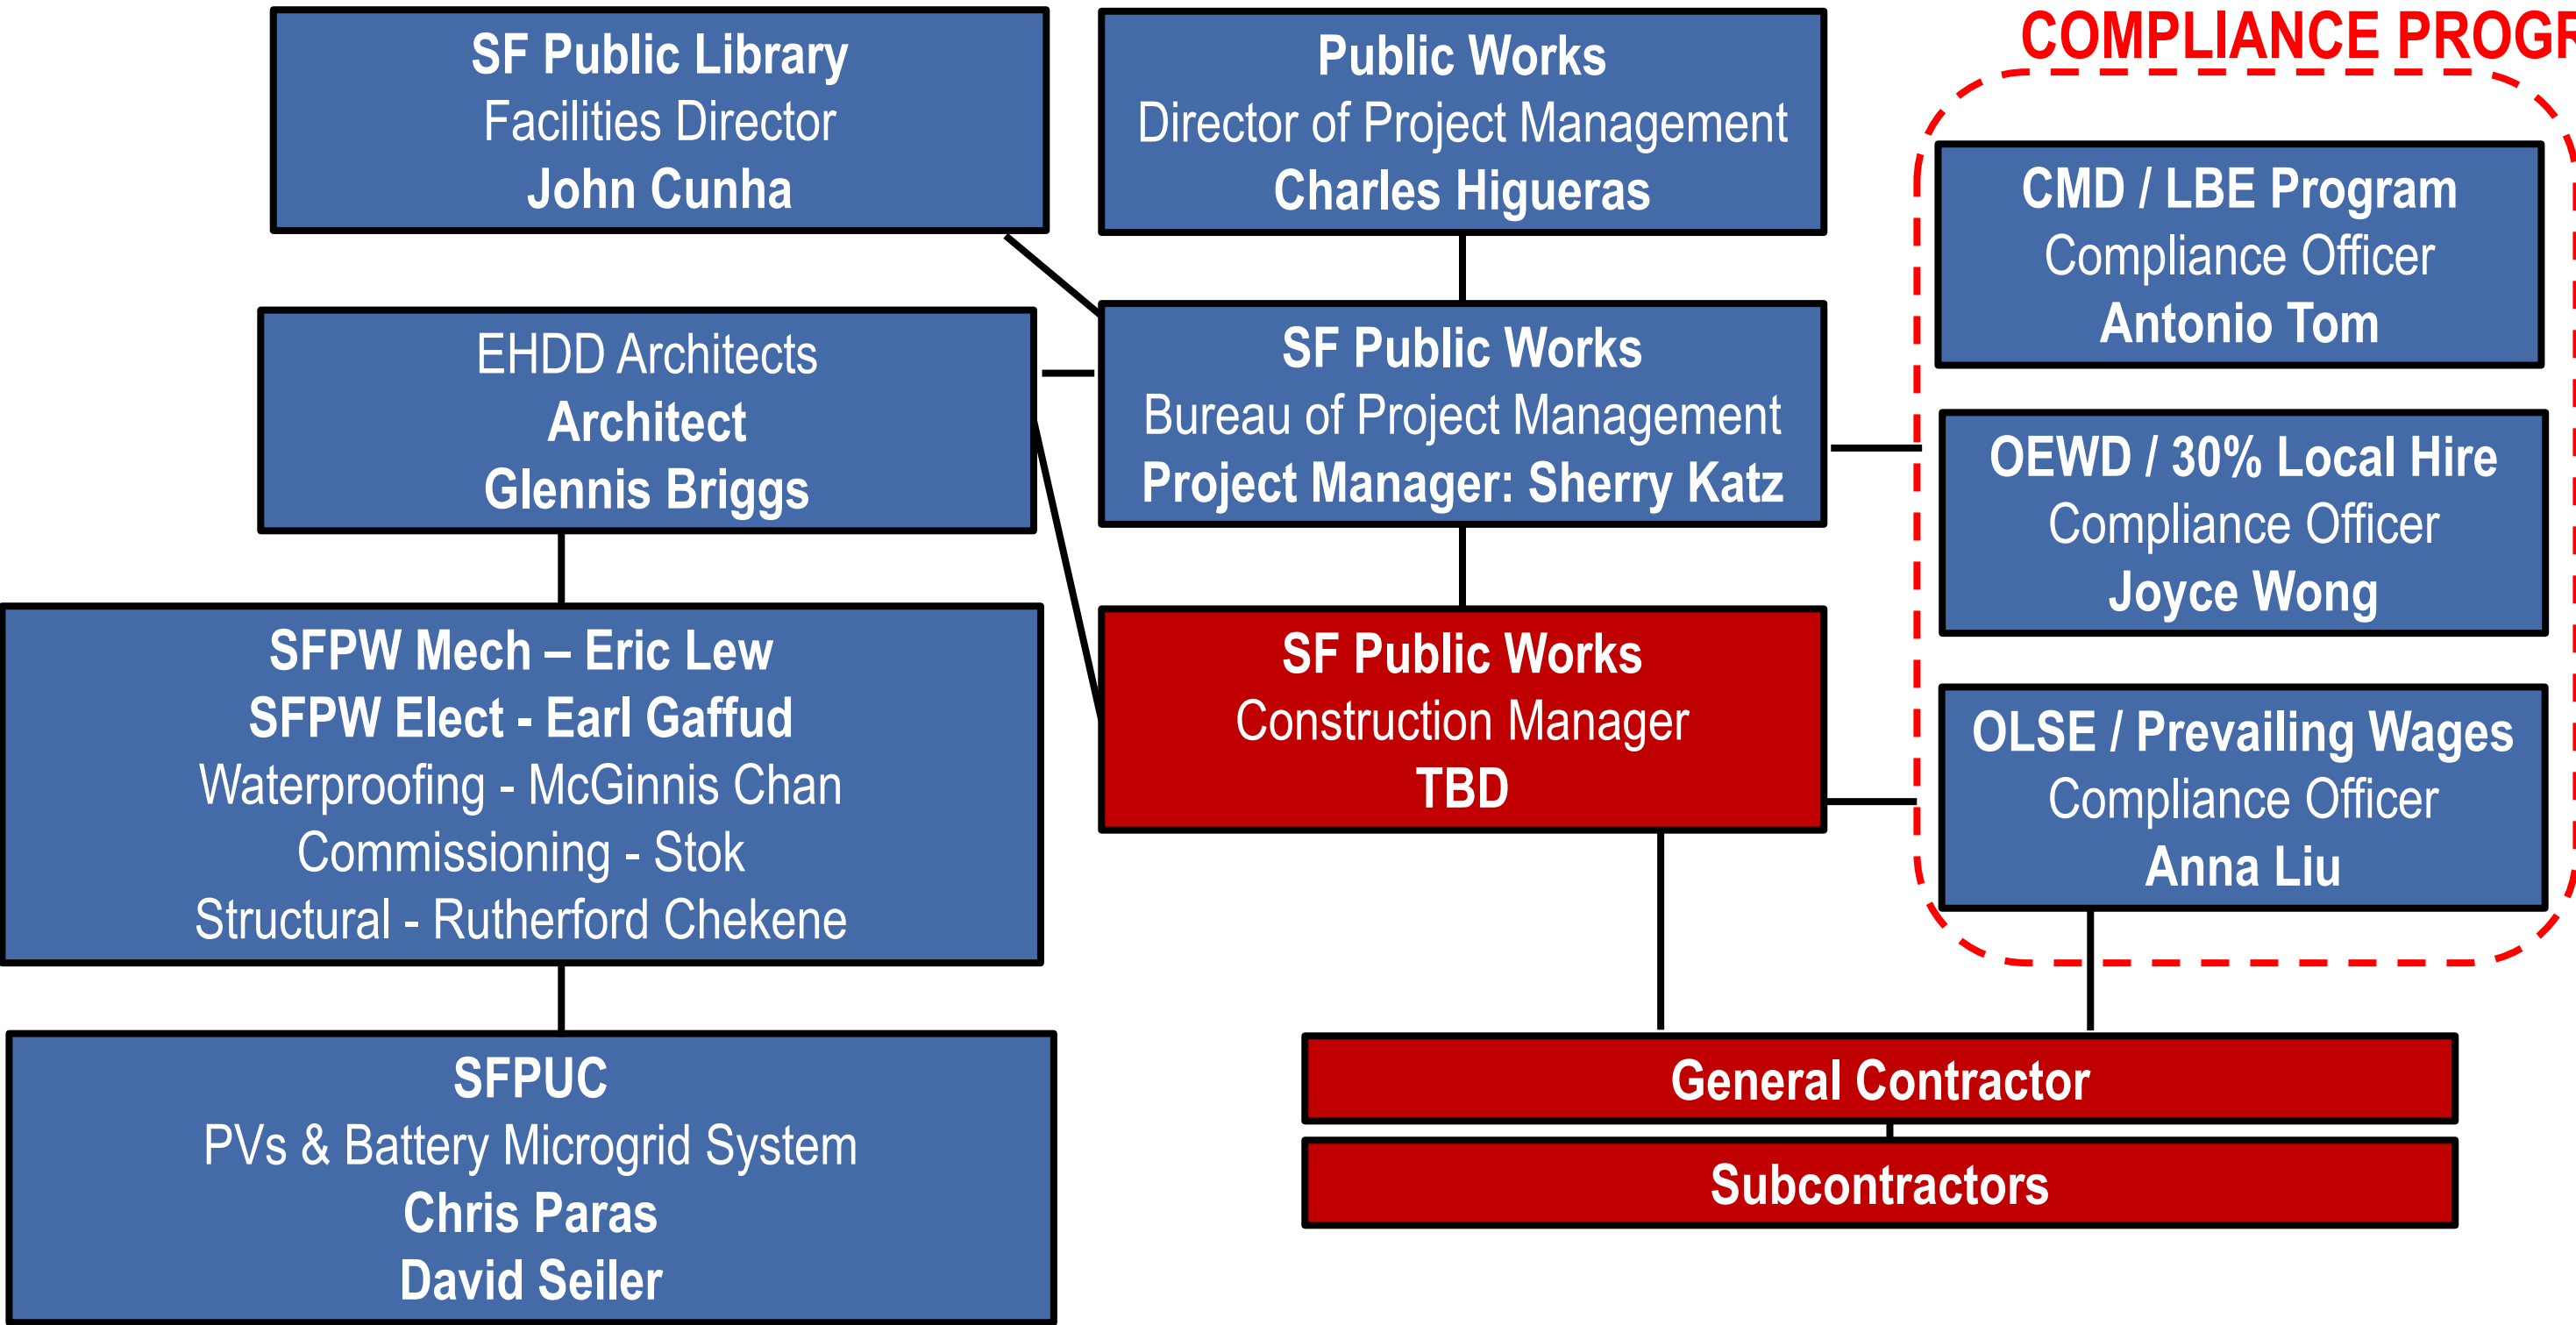 SF Public Library
Facilities Director
John Cunha
Public Works
Director of Project Management
Charles Higueras
COMPLIANCE
CMD / LBE Program
Compliance Officer
Antonio Tom
EHDD Architects
Architect
Glennis Briggs
SF Public Works
Bureau of Project Management
Project Manager: Sherry Katz
OEWD / 30% Local Hire
Compliance Officer
Joyce Wong
SFPW Mech – Eric Lew
SFPW Elect - Earl Gaffud
Waterproofing - McGinnis Chan
Commissioning - Stok
Structural - Rutherford Chekene
SF Public Works
Construction Manager
TBD
OLSE / Prevailing Wages
Compliance Officer
Anna Liu
SFPUC
PVs & Battery Microgrid System
Chris Paras
David Seiler
General Contractor
Subcontractors